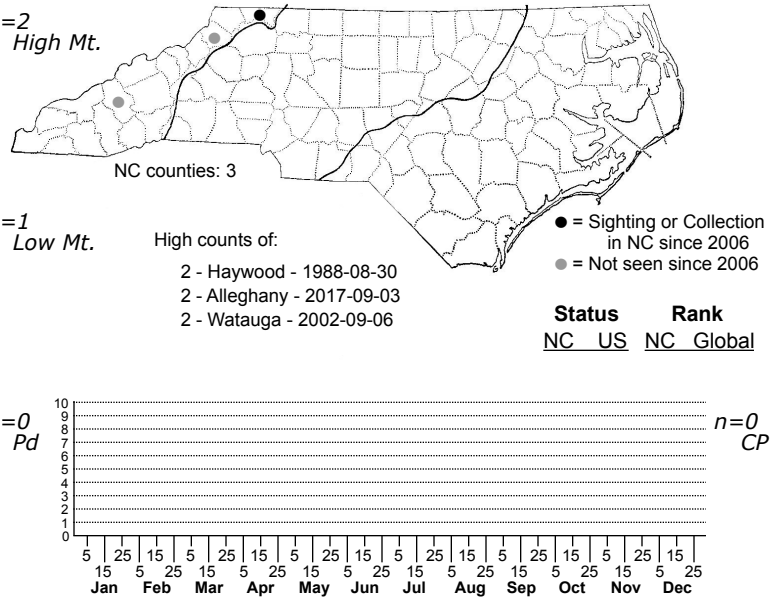 =2
High Mt.
NC counties: 3
=1
Low Mt.
High counts of:
2 - Haywood - 1988-08-30
2 - Alleghany - 2017-09-03
2 - Watauga - 2002-09-06
● = Sighting or Collection
in NC since 2006
● = Not seen since 2006
Status Rank
NC US NC Global
=0
Pd
n=0
CP
10
9
8
7
6
5
4
3
2
1
0
5 15 25 5 15 25 5 15 25 5 15 25 5 15 25 5 15 25
15 5 25 15 5 25 15 5 25 15 5 25 15 5 25 15 5 25
Jan Feb Mar Apr May Jun Jul Aug Sep Oct Nov Dec